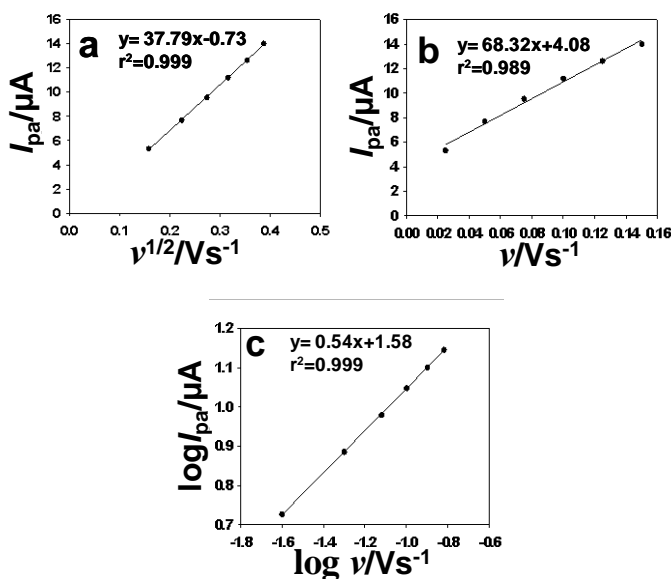 a
y= 37.79x-0.73
r²=0.999
16
14
12
10
8
6
4
2
0
Ipa/µA
0.0 0.1 0.2 0.3 0.4 0.5
v1/2/Vs-1
b
y= 68.32x+4.08
r²=0.989
16
14
12
10
8
6
4
2
0
Ipa/µA
0.00 0.02 0.04 0.06 0.08 0.10 0.12 0.14 0.16
v/Vs-1
c
y= 0.54x+1.58
r²=0.999
1.2
1.1
1.0
0.9
0.8
0.7
logIpa/µA
-1.8 -1.6 -1.4 -1.2 -1.0 -0.8 -0.6
log v/Vs-1